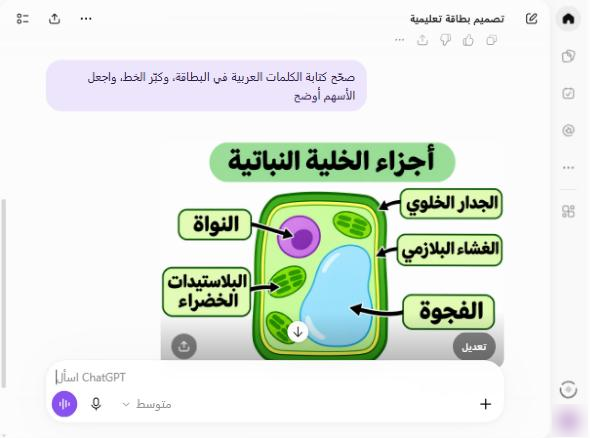 تصميم بطاقة تعليمية
صحّح كتابة الكلمات العربية في البطاقة، وكبّر الخط، واجعل
الأسهم أوضح
أجزاء الخلية النباتية
الجدار الخلوي
النواة
الغشاء البلازمي
البلاستيدات
الخضراء
الفجوة
تعديل
اسأل ChatGPT
متوسط